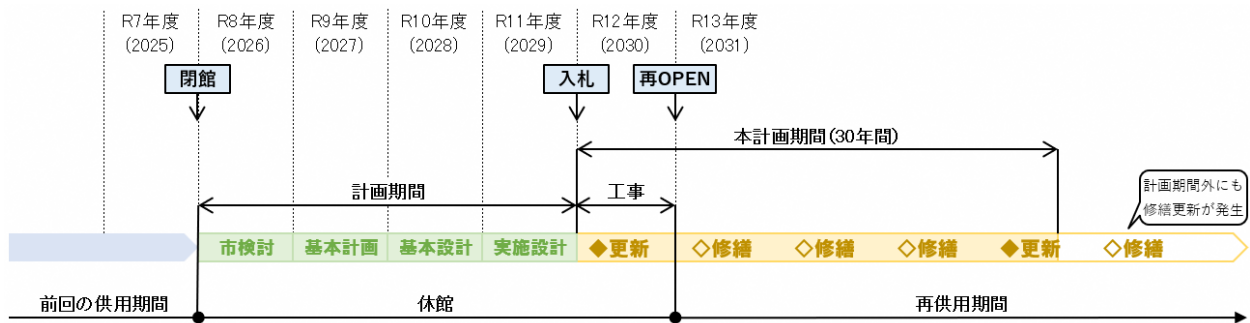 R7年度 R8年度 R9年度 R10年度 R11年度 R12年度 R13年度
(2025) (2026) (2027) (2028) (2029) (2030) (2031)
閉館 入札 再OPEN
本計画期間(30年間)
計画期間 工事
計画期間外にも
修繕更新が発生
市検討 基本計画 基本設計 実施設計 ◆更新 ◇修繕 ◇修繕 ◇修繕 ◆更新 ◇修繕
前回の供用期間 休館 再供用期間